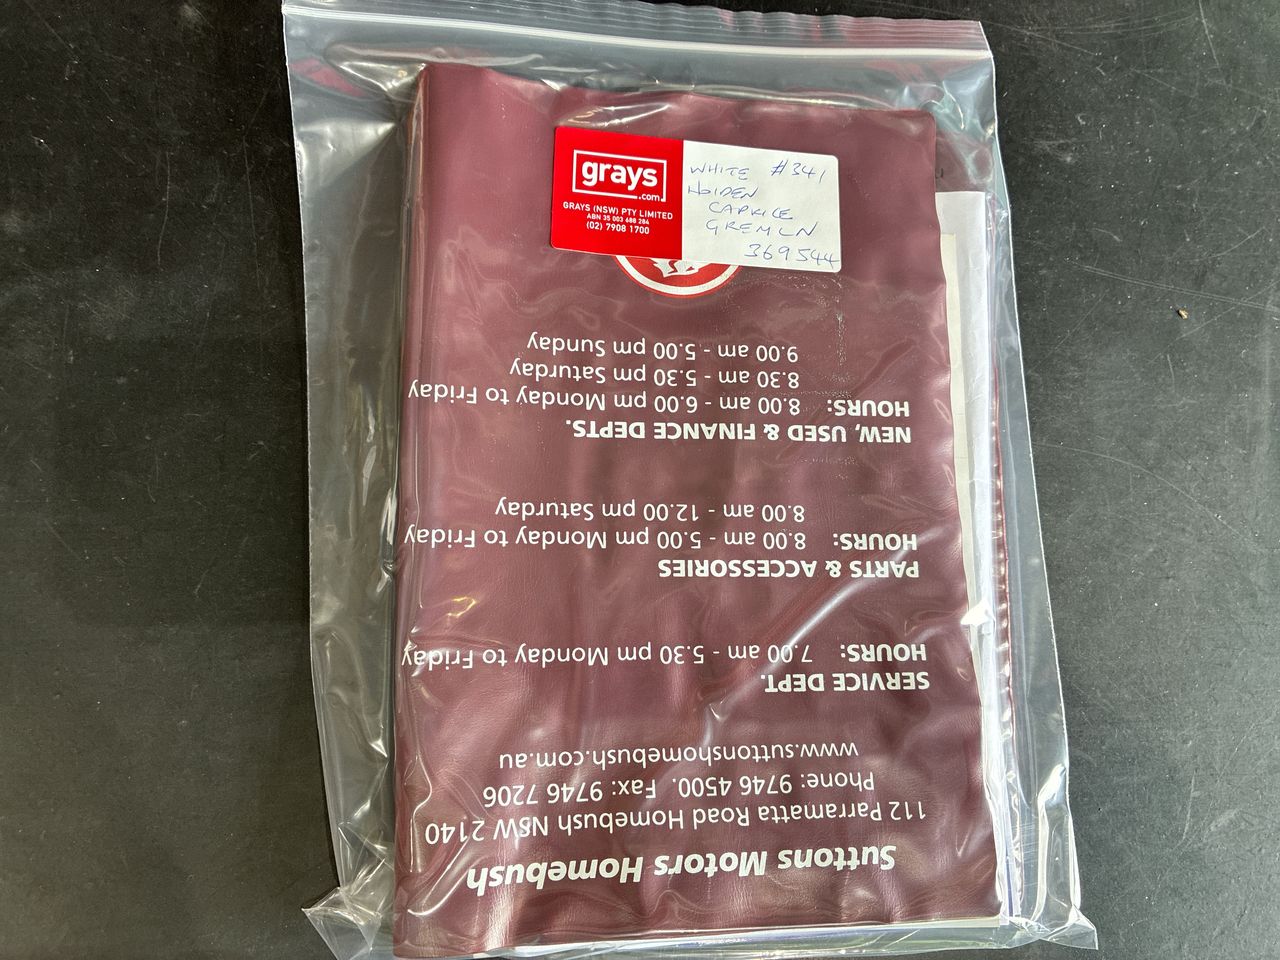 grays
.com
GRAYS (NSW) PTY LIMITED
ABN 35 003 688 284
(02) 7908 1700
WHITE #341
HOLDEN
CAPRICE
GREMLN
369544
Suttons Motors Homebush
112 Parramatta Road Homebush NSW 2140
Phone: 9746 4500. Fax: 9746 7206
www.suttonshomebush.com.au
SERVICE DEPT.
HOURS: 7.00 am - 5.30 pm Monday to Friday
PARTS & ACCESSORIES
HOURS: 8.00 am - 5.00 pm Monday to Friday
8.00 am - 12.00 pm Saturday
NEW, USED & FINANCE DEPTS.
HOURS: 8.00 am - 6.00 pm Monday to Friday
8.30 am - 5.30 pm Saturday
9.00 am - 5.00 pm Sunday